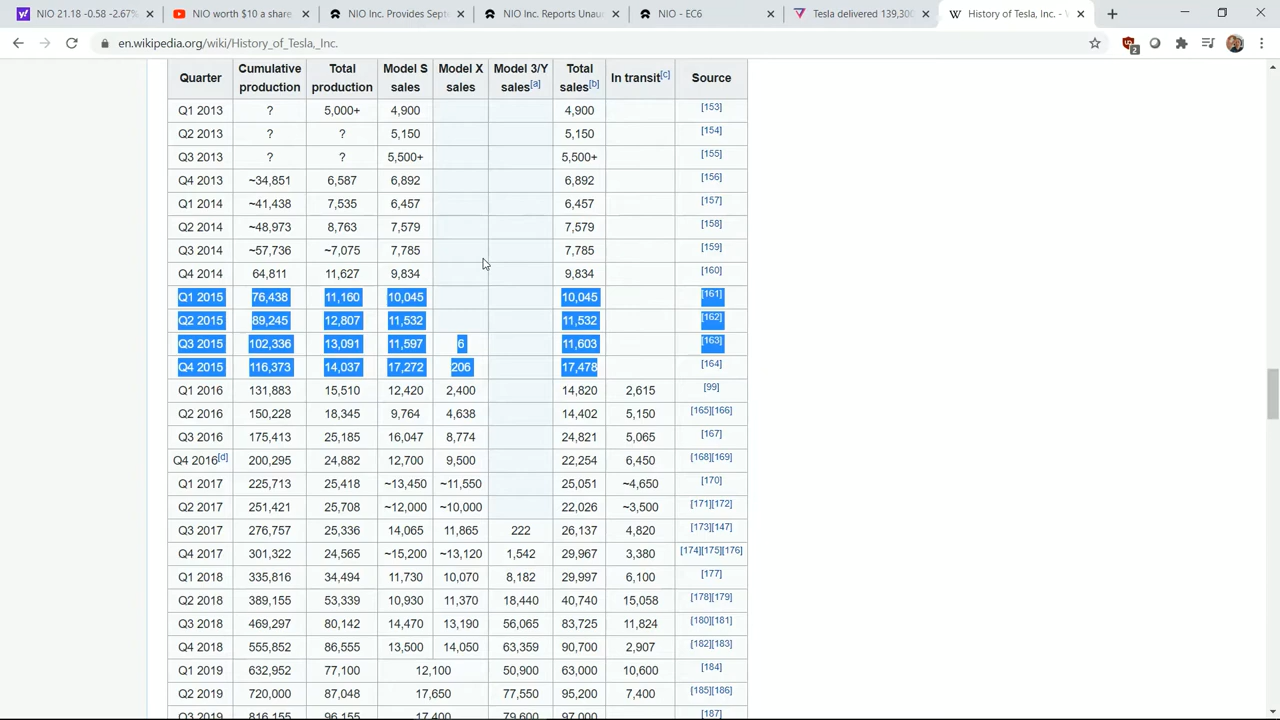 NIO 21.18 -0.58 -2.67%
NIO worth $10 a share
NIO Inc. Provides Sept
NIO Inc. Reports Unau
NIO - EC6
Tesla delivered 139,300
History of Tesla, Inc. - W
en.wikipedia.org/wiki/History_of_Tesla,_Inc.
2
Quarter Cumulative production Total production Model S sales Model X sales Model 3/Y sales[a] Total sales[b] In transit[c] Source
Q1 2013 ? 5,000+ 4,900 4,900 [153]
Q2 2013 ? ? 5,150 5,150 [154]
Q3 2013 ? ? 5,500+ 5,500+ [155]
Q4 2013 ~34,851 6,587 6,892 6,892 [156]
Q1 2014 ~41,438 7,535 6,457 6,457 [157]
Q2 2014 ~48,973 8,763 7,579 7,579 [158]
Q3 2014 ~57,736 ~7,075 7,785 7,785 [159]
Q4 2014 64,811 11,627 9,834 9,834 [160]
Q1 2015 76,438 11,160 10,045 10,045 [161]
Q2 2015 89,245 12,807 11,532 11,532 [162]
Q3 2015 102,336 13,091 11,597 6 11,603 [163]
Q4 2015 116,373 14,037 17,272 206 17,478 [164]
Q1 2016 131,883 15,510 12,420 2,400 14,820 2,615 [99]
Q2 2016 150,228 18,345 9,764 4,638 14,402 5,150 [165][166]
Q3 2016 175,413 25,185 16,047 8,774 24,821 5,065 [167]
Q4 2016[d] 200,295 24,882 12,700 9,500 22,254 6,450 [168][169]
Q1 2017 225,713 25,418 ~13,450 ~11,550 25,051 ~4,650 [170]
Q2 2017 251,421 25,708 ~12,000 ~10,000 22,026 ~3,500 [171][172]
Q3 2017 276,757 25,336 14,065 11,865 222 26,137 4,820 [173][147]
Q4 2017 301,322 24,565 ~15,200 ~13,120 1,542 29,967 3,380 [174][175][176]
Q1 2018 335,816 34,494 11,730 10,070 8,182 29,997 6,100 [177]
Q2 2018 389,155 53,339 10,930 11,370 18,440 40,740 15,058 [178][179]
Q3 2018 469,297 80,142 14,470 13,190 56,065 83,725 11,824 [180][181]
Q4 2018 555,852 86,555 13,500 14,050 63,359 90,700 2,907 [182][183]
Q1 2019 632,952 77,100 12,100 50,900 63,000 10,600 [184]
Q2 2019 720,000 87,048 17,650 77,550 95,200 7,400 [185][186]
Q3 2019 816,155 96,155 17,400 79,600 97,000 [187]